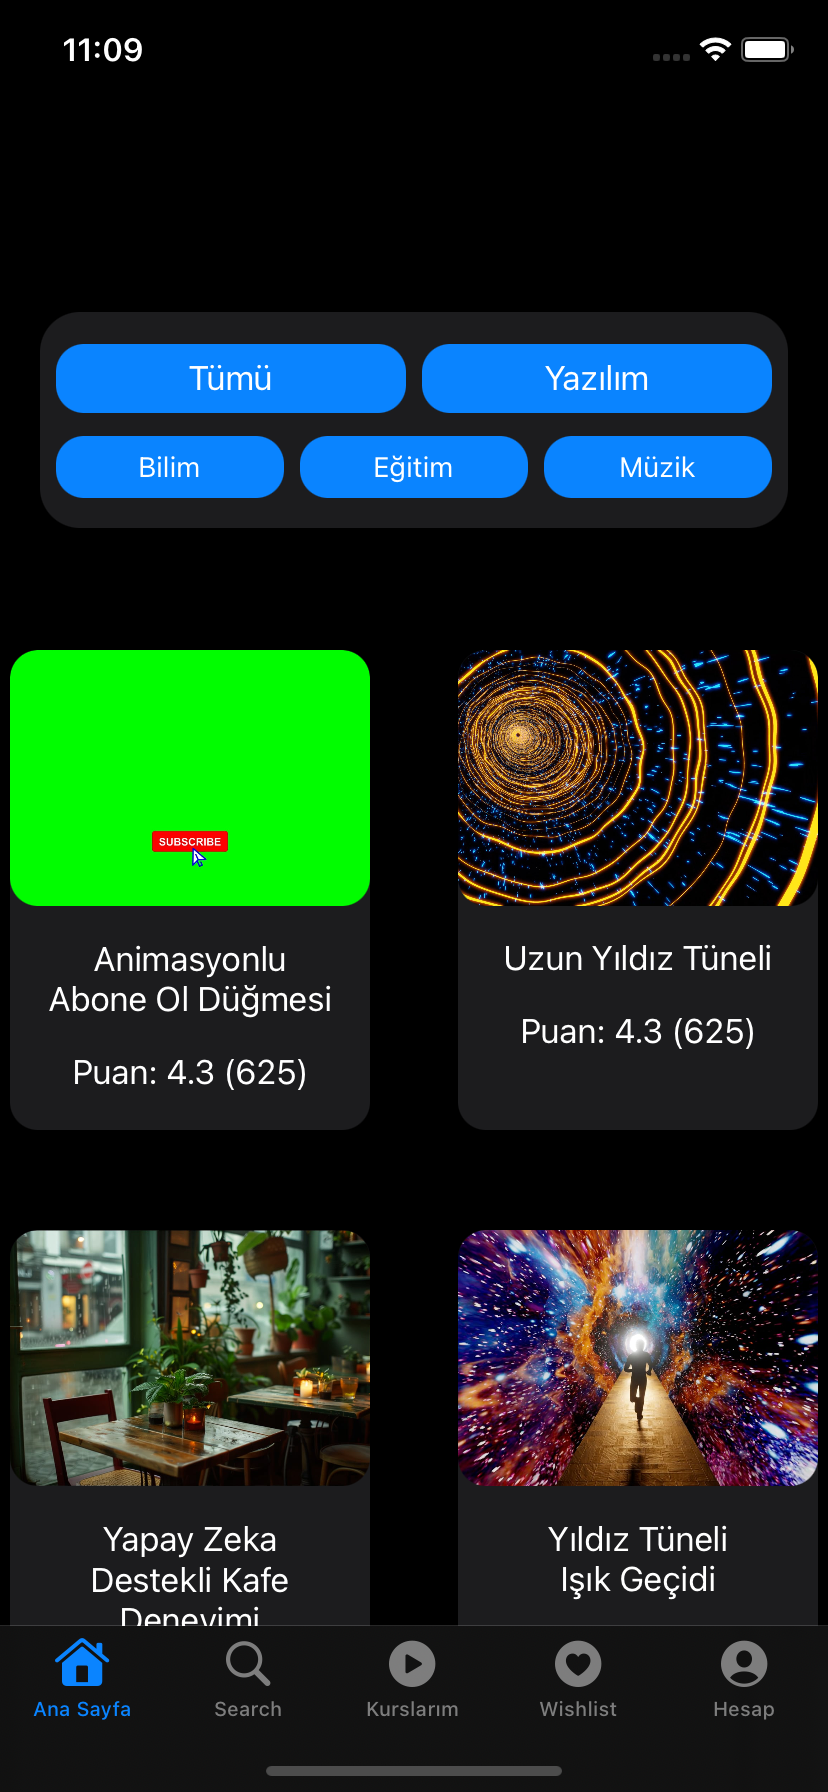 11:09
Tümü
Yazılım
Bilim
Eğitim
Müzik
SUBSCRIBE
Animasyonlu
Abone Ol Düğmesi
Puan: 4.3 (625)
Uzun Yıldız Tüneli
Puan: 4.3 (625)
Yapay Zeka
Destekli Kafe
Deneyimi
Yıldız Tüneli
Işık Geçidi
Ana Sayfa
Search
Kurslarım
Wishlist
Hesap